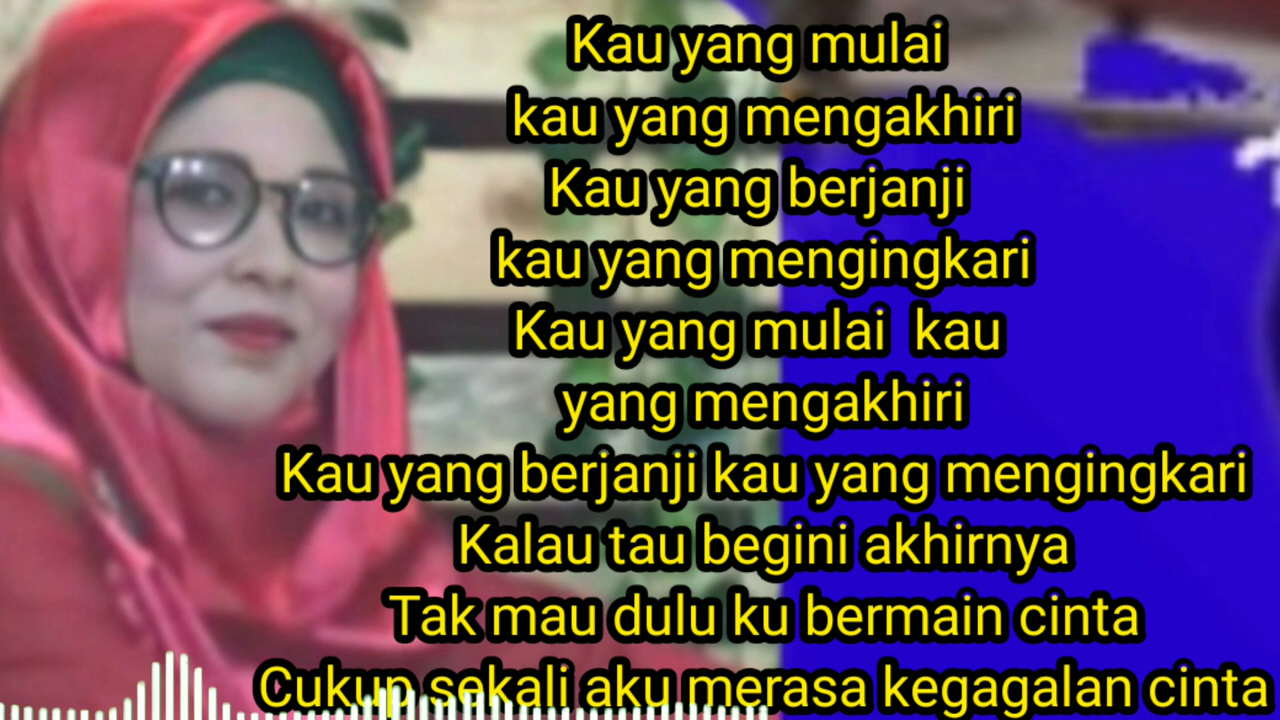 Kau yang mulai
kau yang mengakhiri
Kau yang berjanji
kau yang mengingkari
Kau yang mulai kau
yang mengakhiri
Kau yang berjanji kau yang mengingkari
Kalau tau begini akhirnya
Tak mau dulu ku bermain cinta
Cukup sekali aku merasa kegagalan cinta